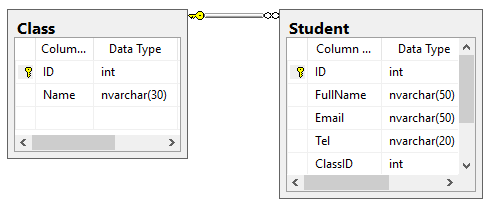 Class
Colum... Data Type
ID int
Name nvarchar(30)
Student
Column ... Data Type
ID int
FullName nvarchar(50)
Email nvarchar(50)
Tel nvarchar(20)
ClassID int